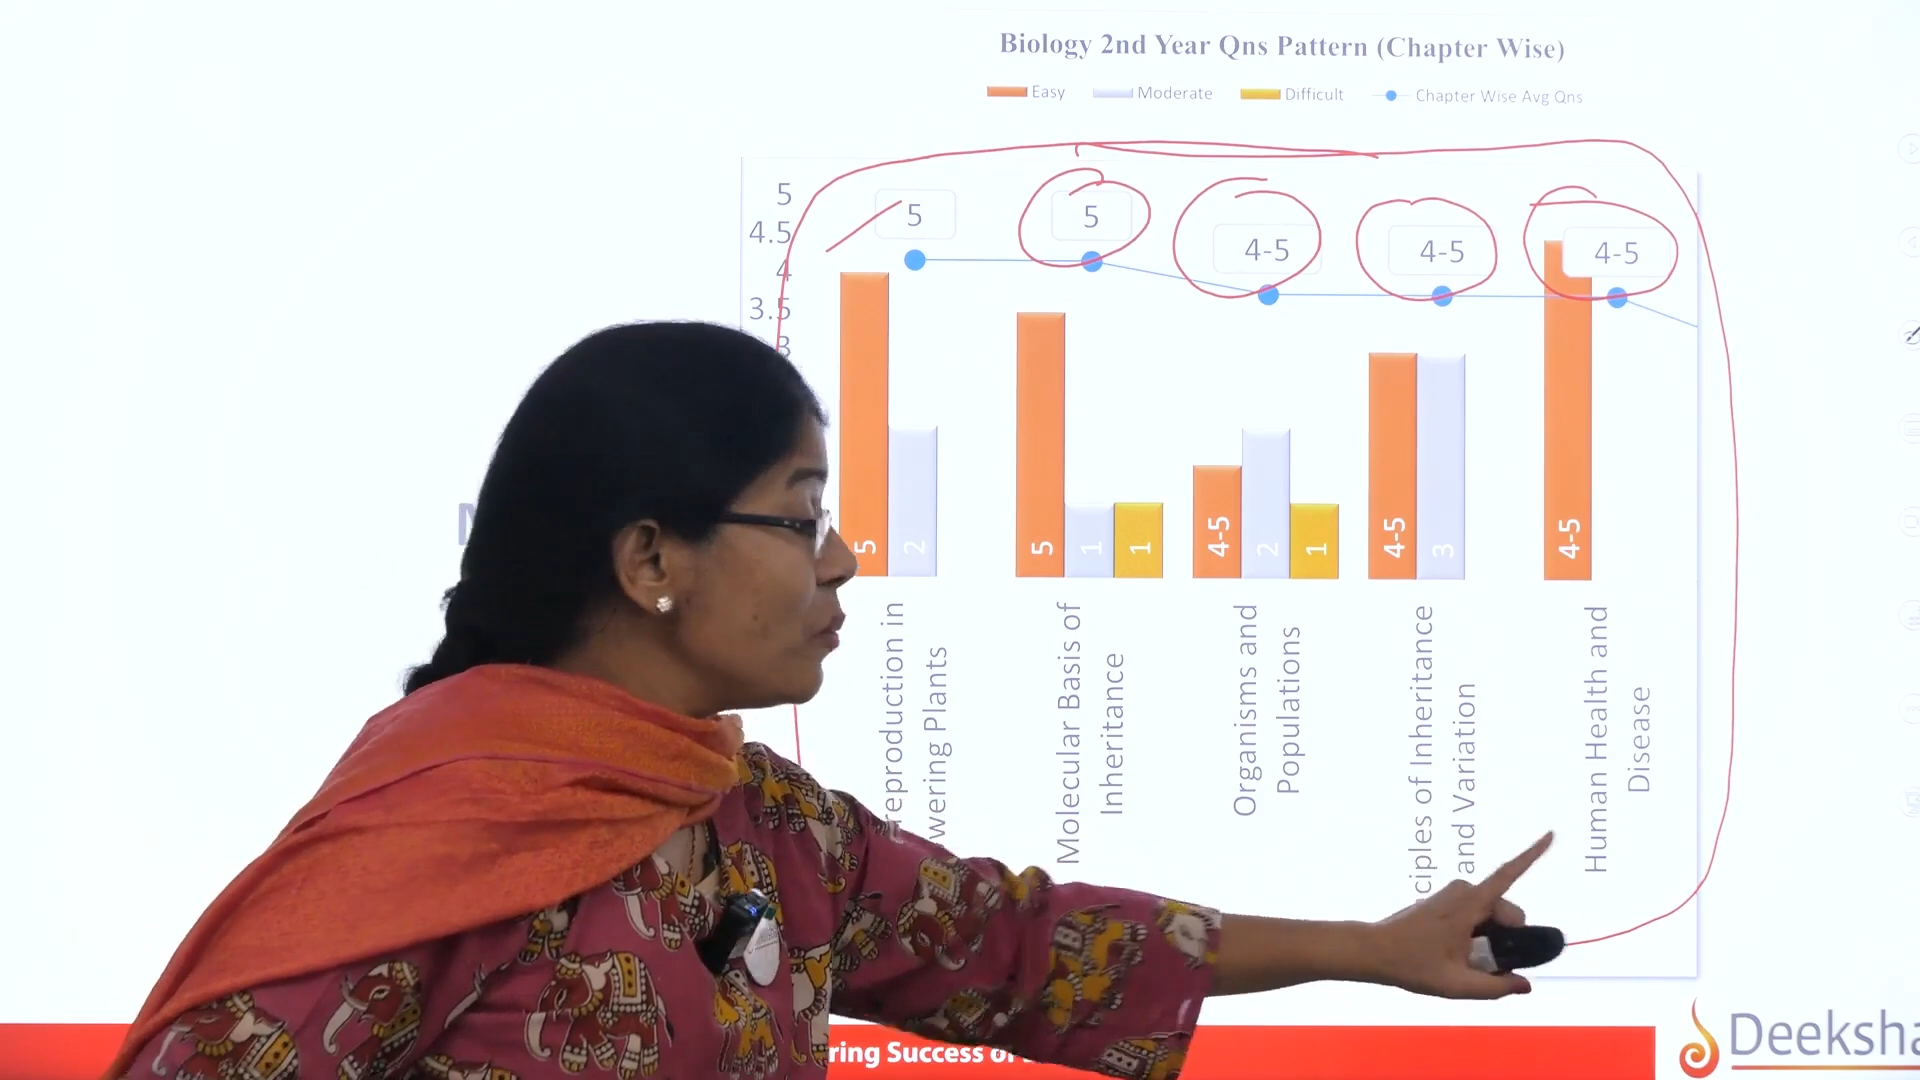 Biology 2nd Year Qns Pattern (Chapter Wise)
Easy Moderate Difficult Chapter Wise Avg Qns
5
4.5
4
3.5
3
5 5 4-5 4-5 4-5
5 2 5 1 1 4-5 2 1 4-5 3 4-5
reproduction in
wering Plants
Molecular Basis of
Inheritance
Organisms and
Populations
ciples of Inheritance
and Variation
Human Health and
Disease
ring Success
Deeksha